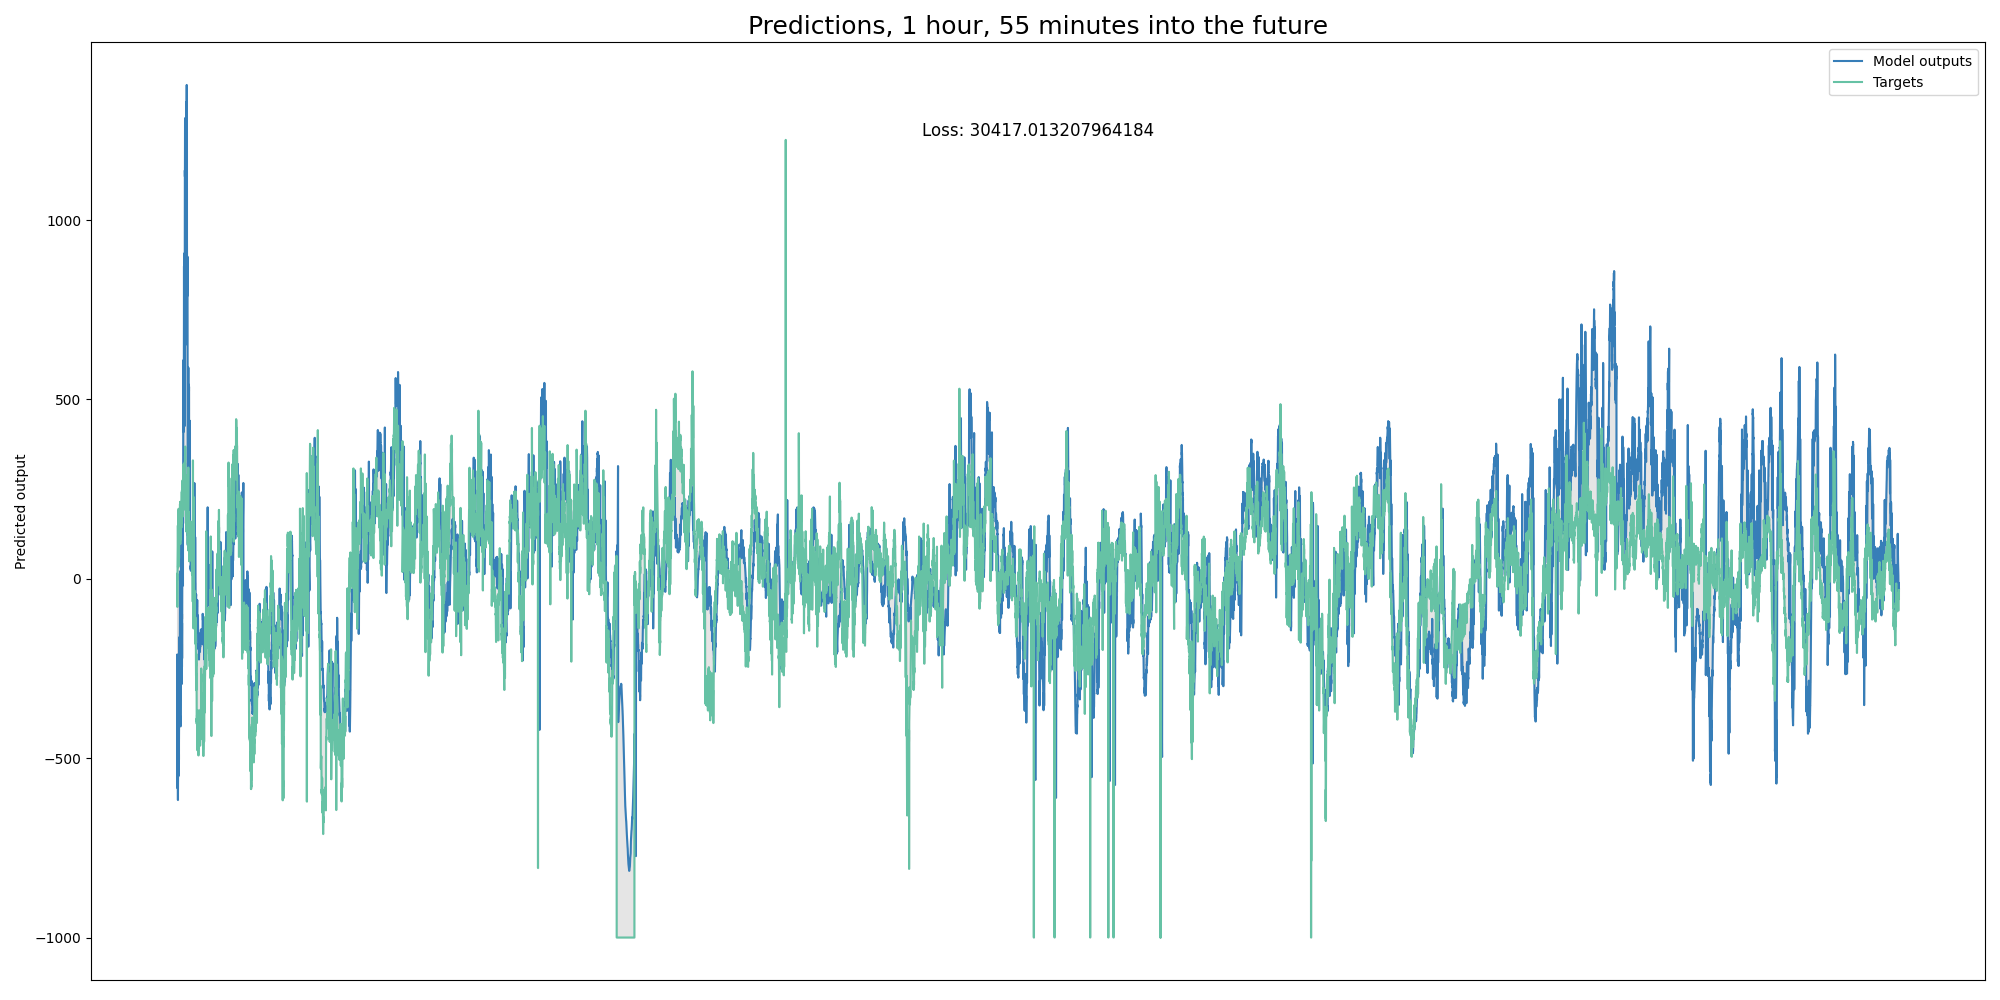 Predictions, 1 hour, 55 minutes into the future
Model outputs
Targets
Loss: 30417.013207964184
1000
500
0
−500
−1000
Predicted output